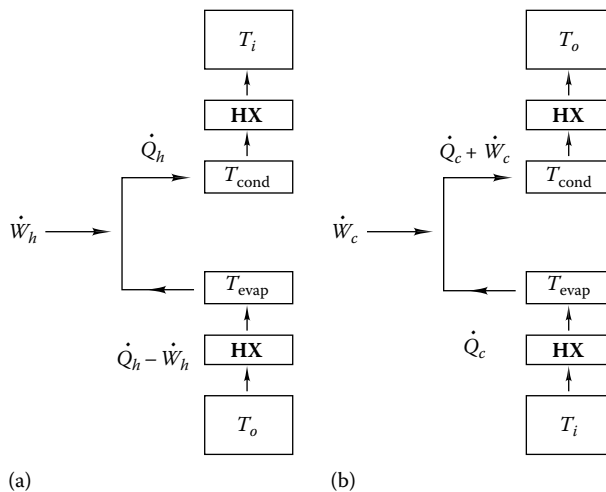 T_i T_o
HX HX
Q̇_h Q̇_c + Ẇ_c
T_cond T_cond
Ẇ_h Ẇ_c
T_evap T_evap
Q̇_h – Ẇ_h HX Q̇_c HX
T_o T_i
(a) (b)